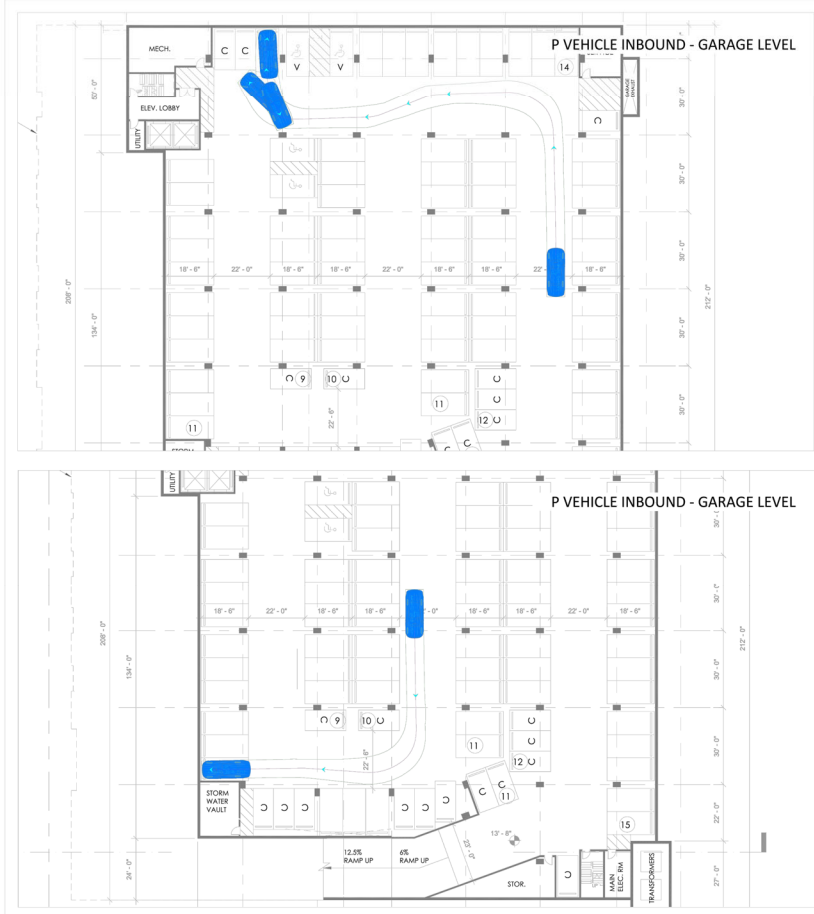 P VEHICLE INBOUND - GARAGE LEVEL
MECH.
C C
V V
14
GARAGE
EXHAUST
ELEV. LOBBY
UTILITY
C
50' - 0"
30' - 0"
30' - 0"
30' - 0"
30' - 0"
30' - 0"
208' - 0"
134' - 0"
212' - 0"
18' - 6" 22' - 0" 18' - 6" 18' - 6" 22' - 0" 18' - 6" 18' - 6" 22' 18' - 6"
C 9 10 C
C
11
C
12 C
22' - 6"
11
C C
P VEHICLE INBOUND - GARAGE LEVEL
UTILITY
30' -
30' - 0"
30' - 0"
30' - 0"
22' - 0"
27' - 0"
208' - 0"
134' - 0"
24' - 0"
212' - 0"
18' - 6" 22' - 0" 18' - 6" 18' - 6" ' - 0" 18' - 6" 18' - 6" 22' - 0" 18' - 6"
C 9 10 C
C
11
C
12 C
22' - 6"
STORM
WATER
VAULT
C C C
C C C
C C
11
15
13' - 8"
23' - 0"
12.5%
RAMP UP
6%
RAMP UP
STOR.
C
MAIN
ELEC. RM
TRANSFORMERS